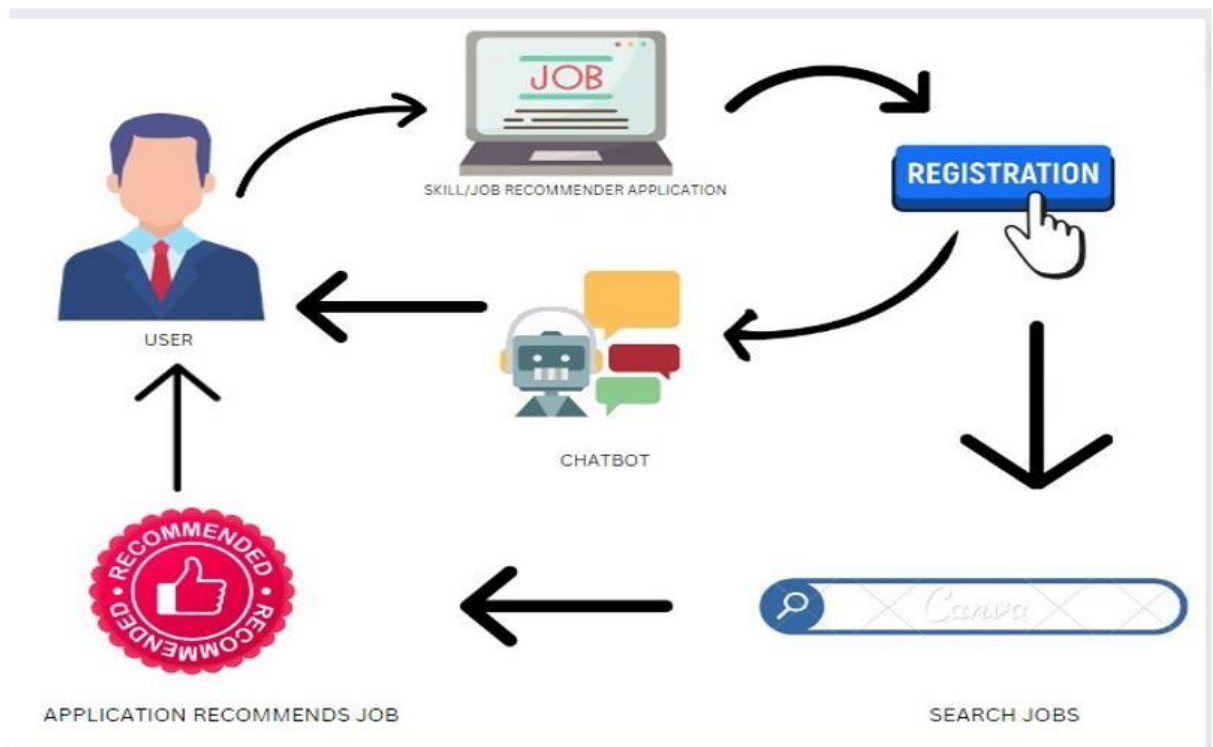 JOB
SKILL/JOB RECOMMENDER APPLICATION
REGISTRATION
USER
CHATBOT
RECOMMENDED • RECOMMENDED •
Canva
APPLICATION RECOMMENDS JOB
SEARCH JOBS